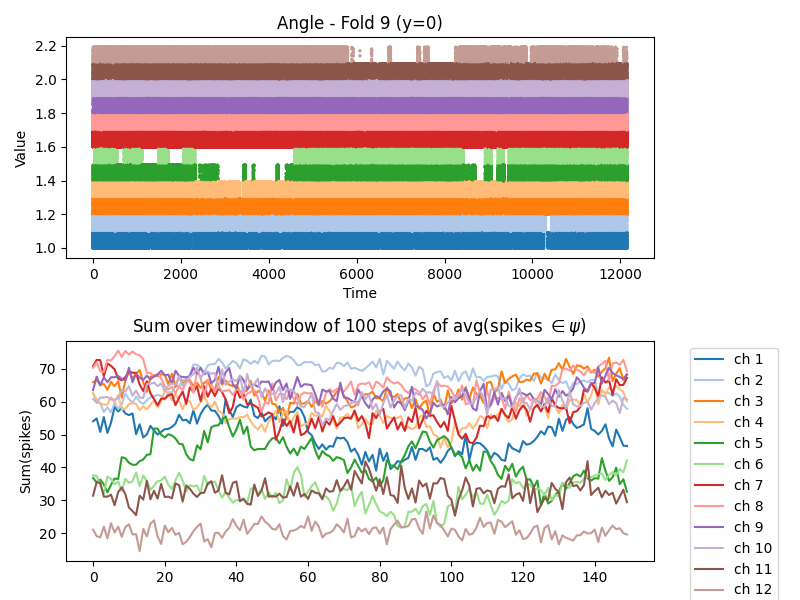 Angle - Fold 9 (y=0)
2.2
2.0
1.8
1.6
1.4
1.2
1.0
Value
0 2000 4000 6000 8000 10000 12000
Time
Sum over timewindow of 100 steps of avg(spikes ∈ψ)
70
60
50
40
30
20
Sum(spikes)
0 20 40 60 80 100 120 140
ch 1
ch 2
ch 3
ch 4
ch 5
ch 6
ch 7
ch 8
ch 9
ch 10
ch 11
ch 12